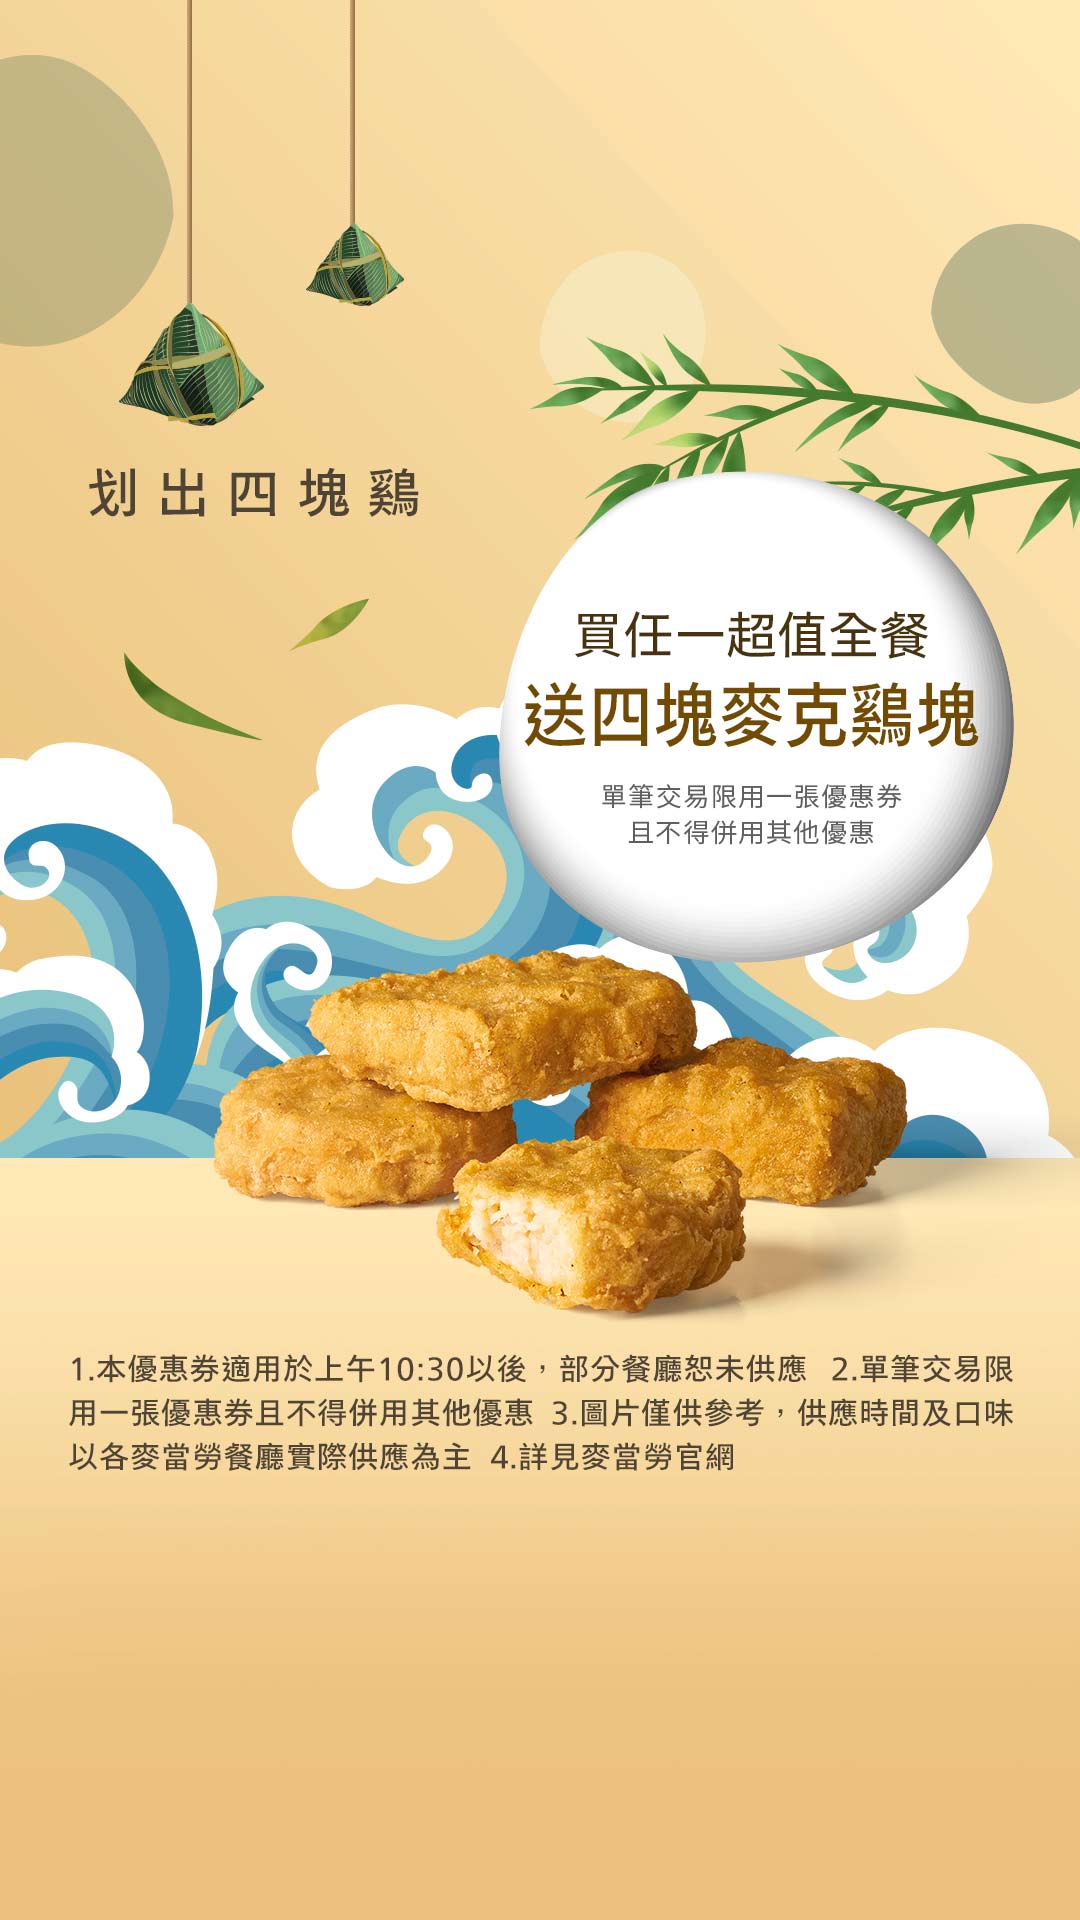 划出四塊鷄
買任一超值全餐
送四塊麥克鷄塊
單筆交易限用一張優惠券
且不得併用其他優惠
1.本優惠券適用於上午10:30以後，部分餐廳恕未供應 2.單筆交易限
用一張優惠券且不得併用其他優惠 3.圖片僅供參考，供應時間及口味
以各麥當勞餐廳實際供應為主 4.詳見麥當勞官網